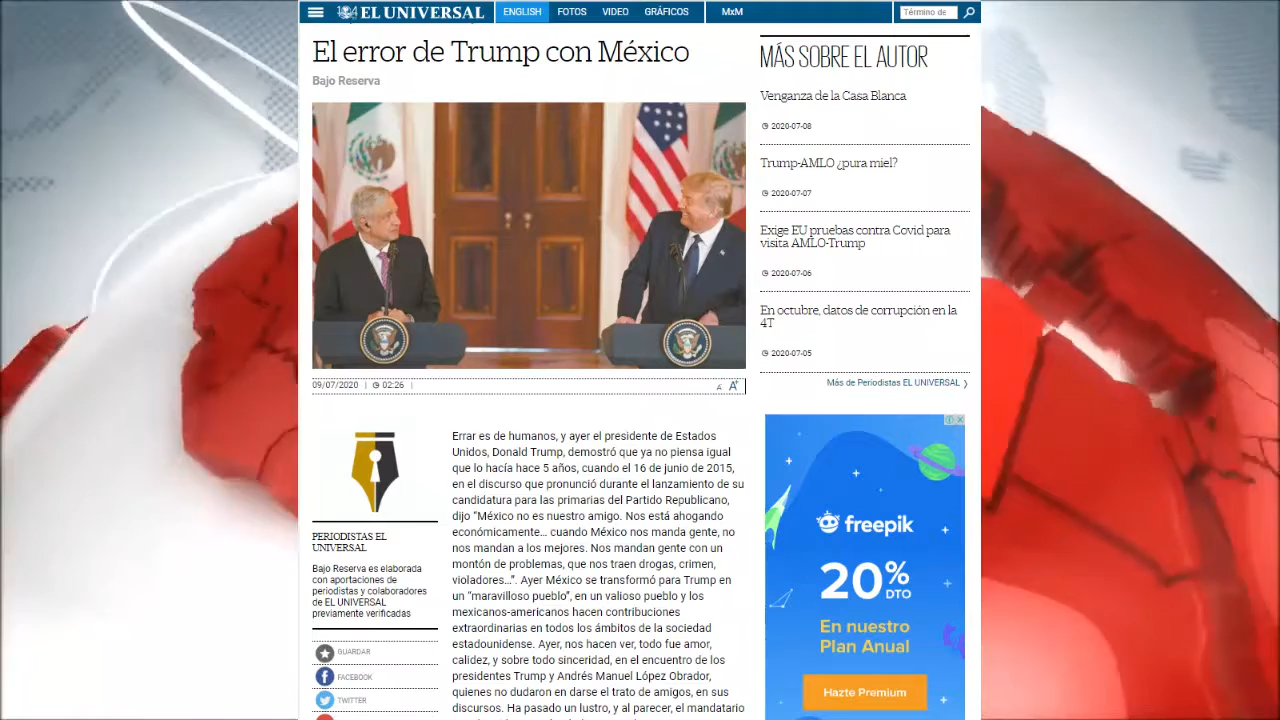 104 EL UNIVERSAL
ENGLISH
FOTOS
VIDEO
GRÁFICOS
MxM
Término de
El error de Trump con México
Bajo Reserva
09/07/2020 | 02:26 |
A A+
PERIODISTAS EL
UNIVERSAL
Bajo Reserva es elaborada
con aportaciones de
periodistas y colaboradores
de EL UNIVERSAL
previamente verificadas
GUARDAR
FACEBOOK
TWITTER
Errar es de humanos, y ayer el presidente de Estados
Unidos, Donald Trump, demostró que ya no piensa igual
que lo hacía hace 5 años, cuando el 16 de junio de 2015,
en el discurso que pronunció durante el lanzamiento de su
candidatura para las primarias del Partido Republicano,
dijo “México no es nuestro amigo. Nos está ahogando
económicamente... cuando México nos manda gente, no
nos mandan a los mejores. Nos mandan gente con un
montón de problemas, que nos traen drogas, crimen,
violadores...”. Ayer México se transformó para Trump en
un “maravilloso pueblo”, en un valioso pueblo y los
mexicanos-americanos hacen contribuciones
extraordinarias en todos los ámbitos de la sociedad
estadounidense. Ayer, nos hacen ver, todo fue amor,
calidez, y sobre todo sinceridad, en el encuentro de los
presidentes Trump y Andrés Manuel López Obrador,
quienes no dudaron en darse el trato de amigos, en sus
discursos. Ha pasado un lustro, y al parecer, el mandatario
MÁS SOBRE EL AUTOR
Venganza de la Casa Blanca
2020-07-08
Trump-AMLO ¿pura miel?
2020-07-07
Exige EU pruebas contra Covid para
visita AMLO-Trump
2020-07-06
En octubre, datos de corrupción en la
4T
2020-07-05
Más de Periodistas EL UNIVERSAL ❯
freepik
20% DTO
En nuestro
Plan Anual
Hazte Premium